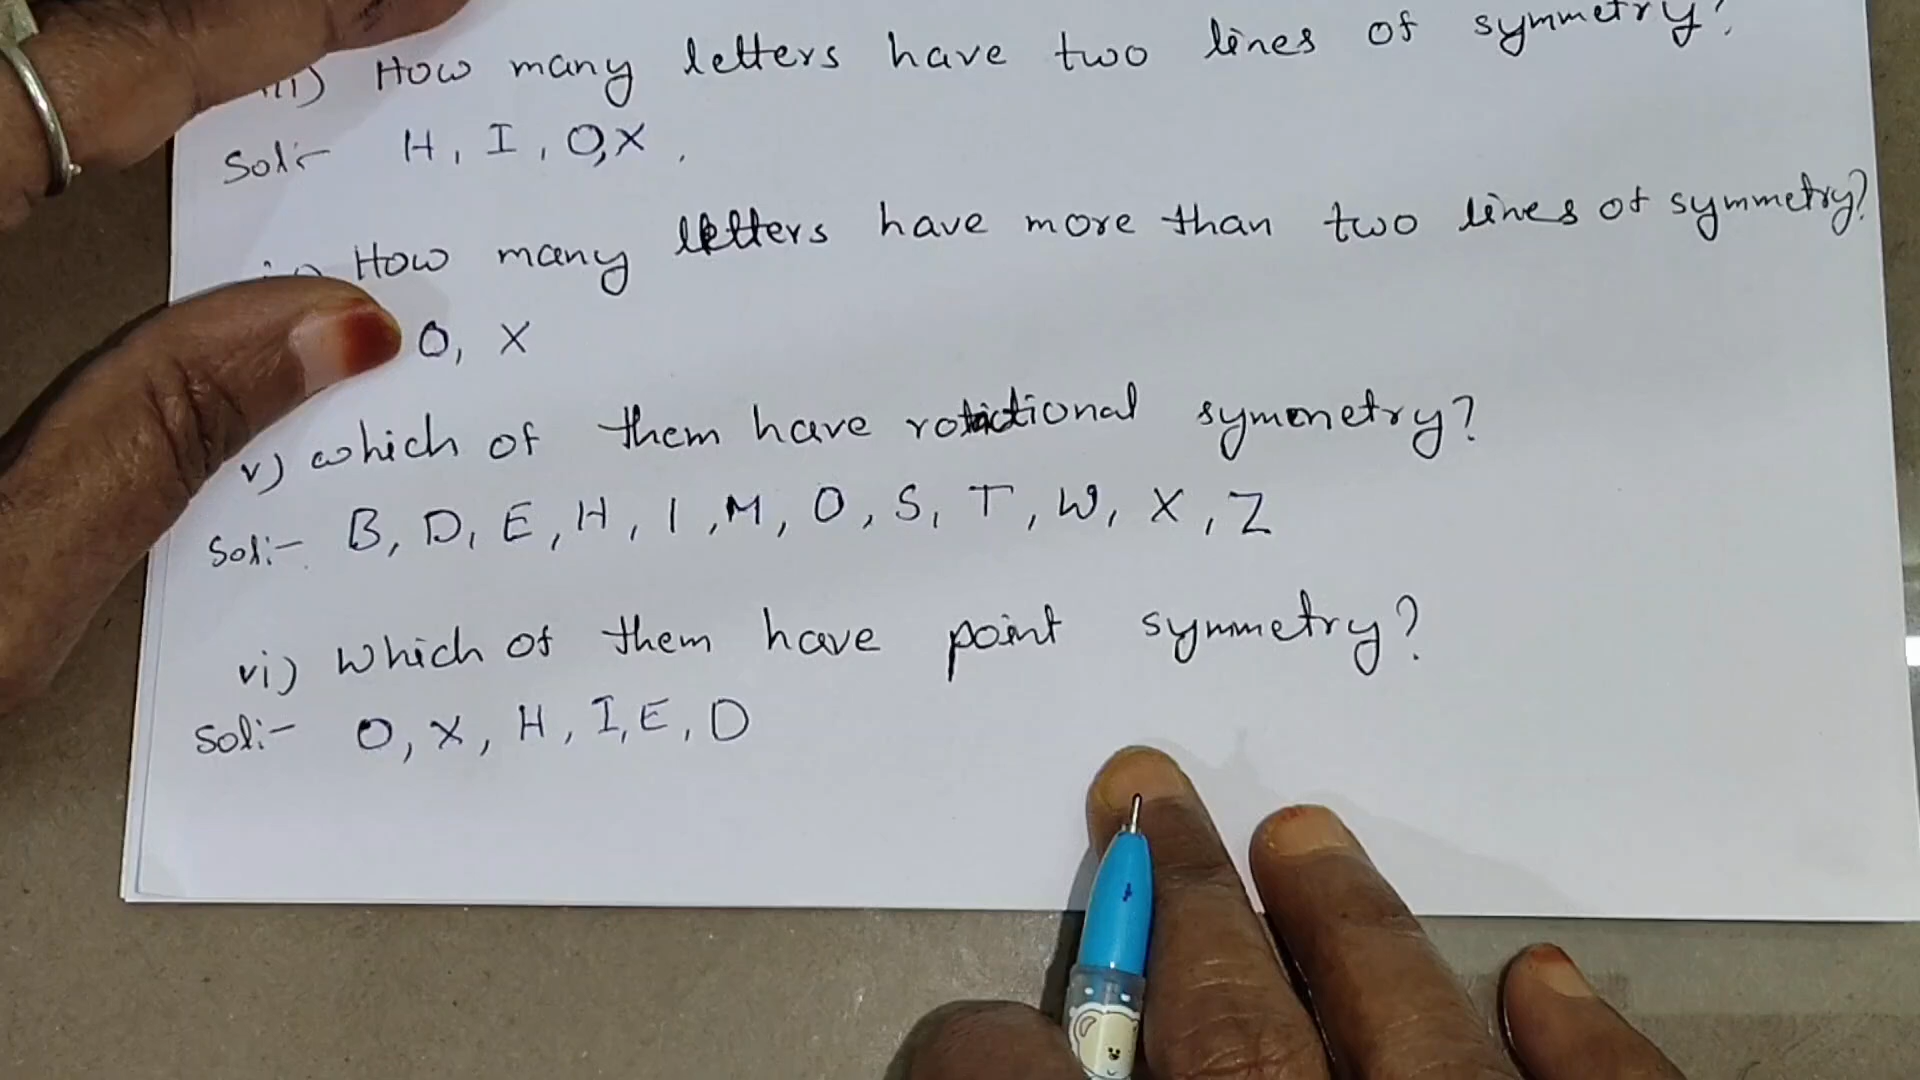 iii) How many letters have two lines of symmetry?
Sol:- H, I, O, X.
How many letters have more than two lines of symmetry?
O, X
v) which of them have rotational symmetry?
Sol:- B, D, E, H, I, M, O, S, T, W, X, Z
vi) Which of them have point symmetry?
Sol:- O, X, H, I, E, D